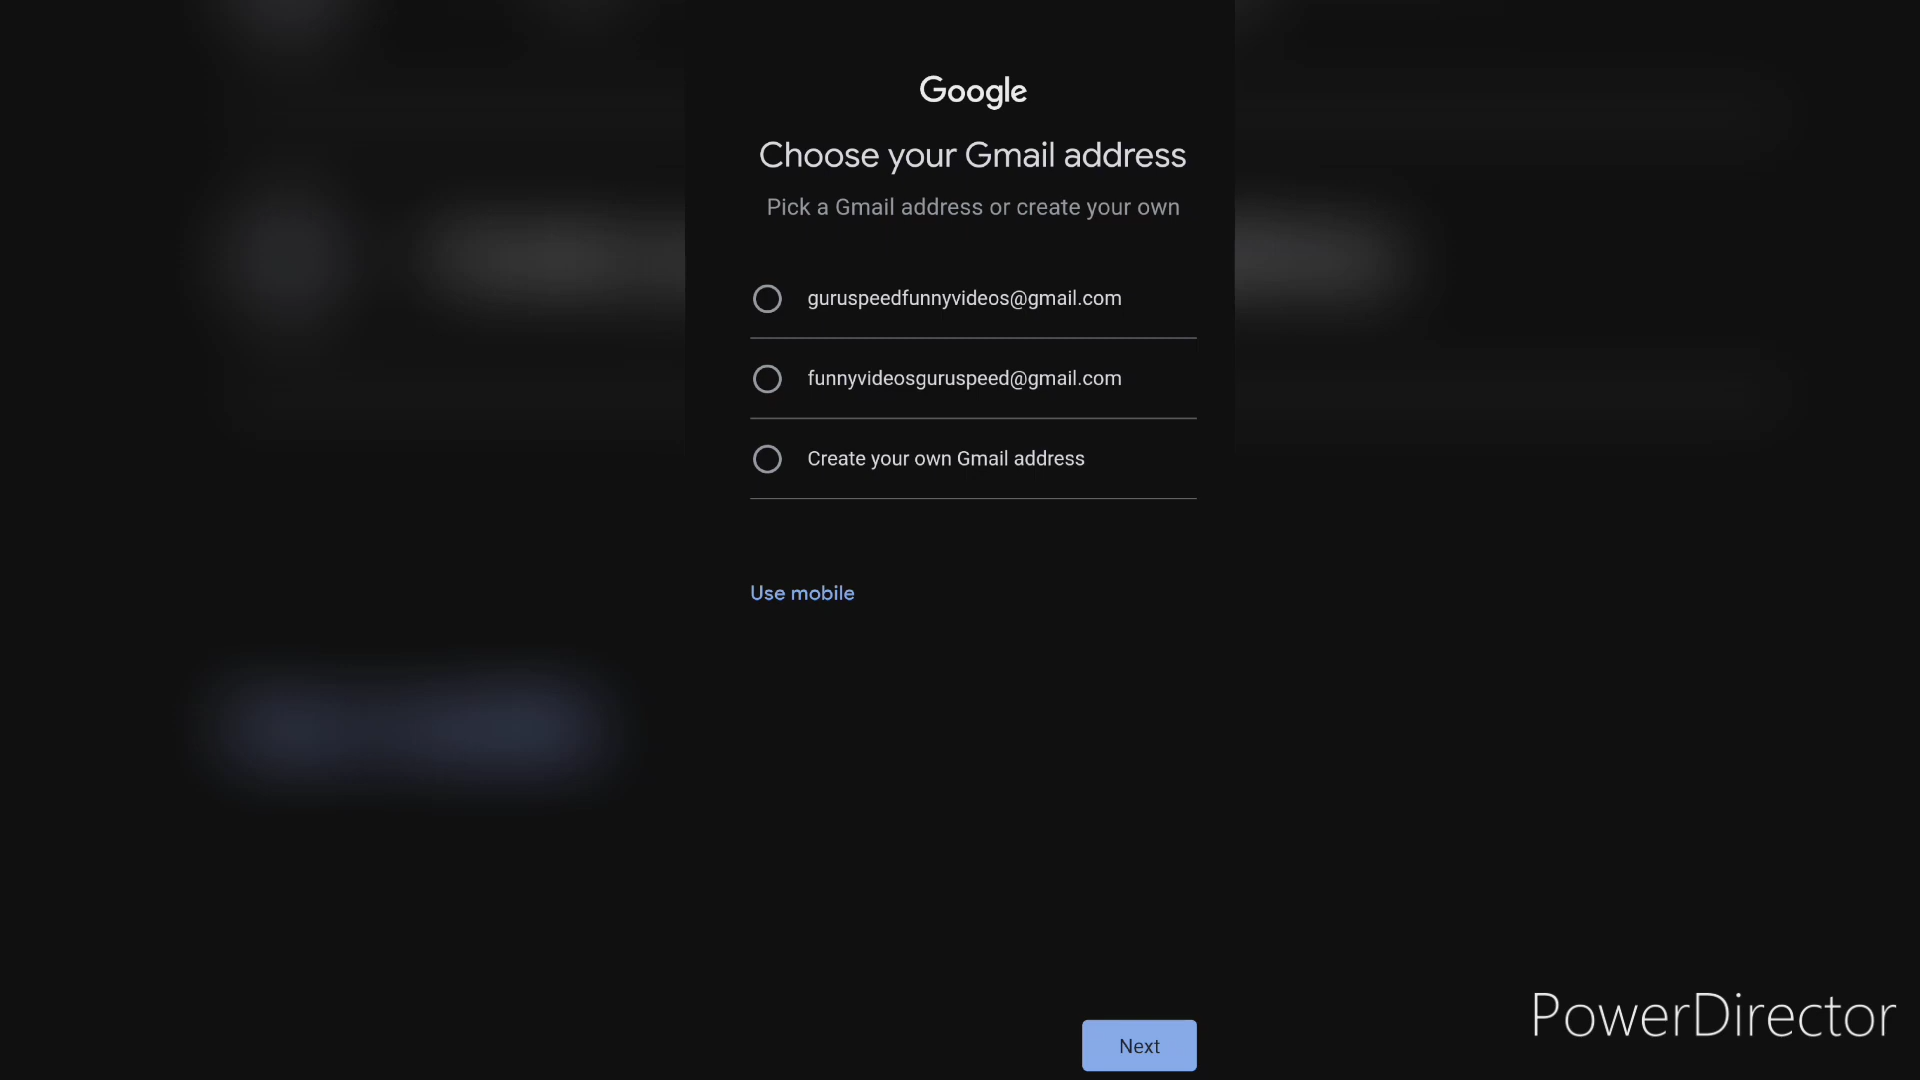 Google
Choose your Gmail address
Pick a Gmail address or create your own
guruspeedfunnyvideos@gmail.com
funnyvideosguruspeed@gmail.com
Create your own Gmail address
Use mobile
Next
PowerDirector